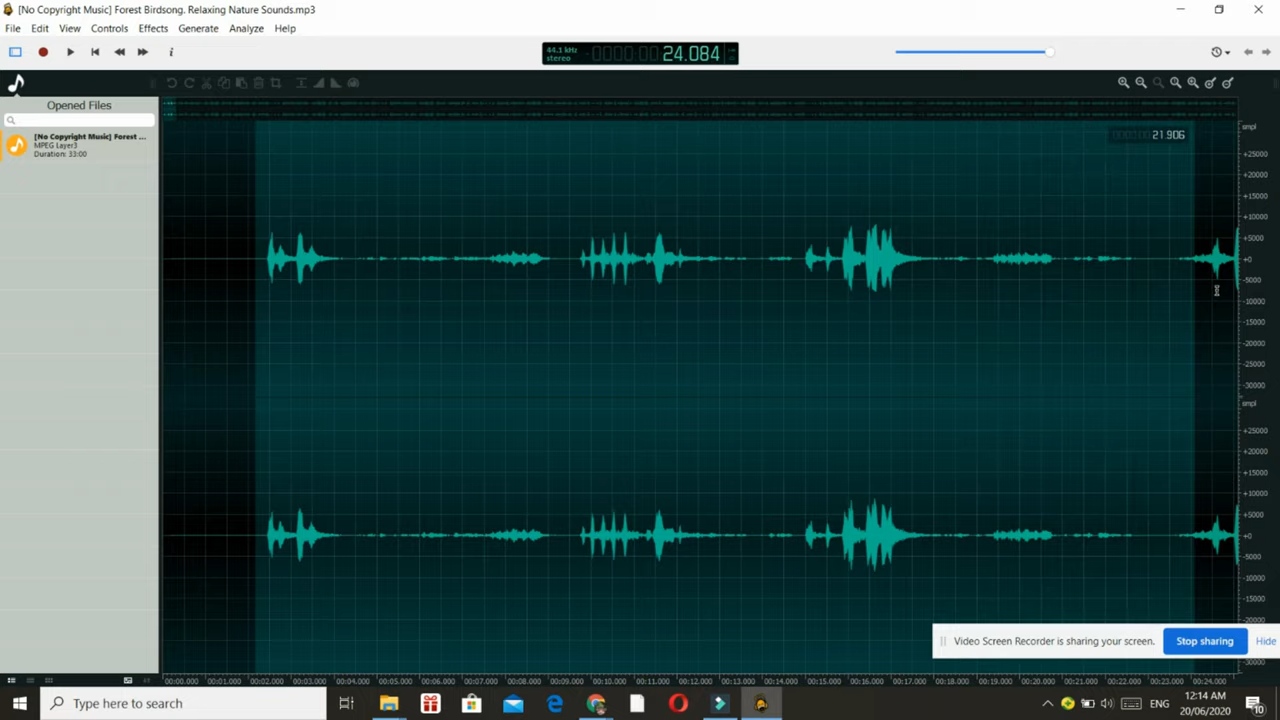 [No Copyright Music] Forest Birdsong. Relaxing Nature Sounds.mp3
File Edit View Controls Effects Generate Analyze Help
44.1 kHz
stereo
-0000:00:24.084
Opened Files
[No Copyright Music] Forest ...
MPEG Layer3
Duration: 33:00
21.906
smpl
+25000
+20000
+15000
+10000
+5000
+0
-5000
-10000
-15000
-20000
-25000
-30000
smpl
+25000
+20000
+15000
+10000
+5000
+0
-5000
-10000
-15000
-20000
-30000
Video Screen Recorder is sharing your screen. Stop sharing Hide
00:00.000 00:01.000 00:02.000 00:03.000 00:04.000 00:05.000 00:06.000 00:07.000 00:08.000 00:09.000 00:10.000 00:11.000 00:12.000 00:13.000 00:14.000 00:15.000 00:16.000 00:17.000 00:18.000 00:19.000 00:20.000 00:21.000 00:22.000 00:23.000 00:24.000
Type here to search
ENG
12:14 AM
20/06/2020
10